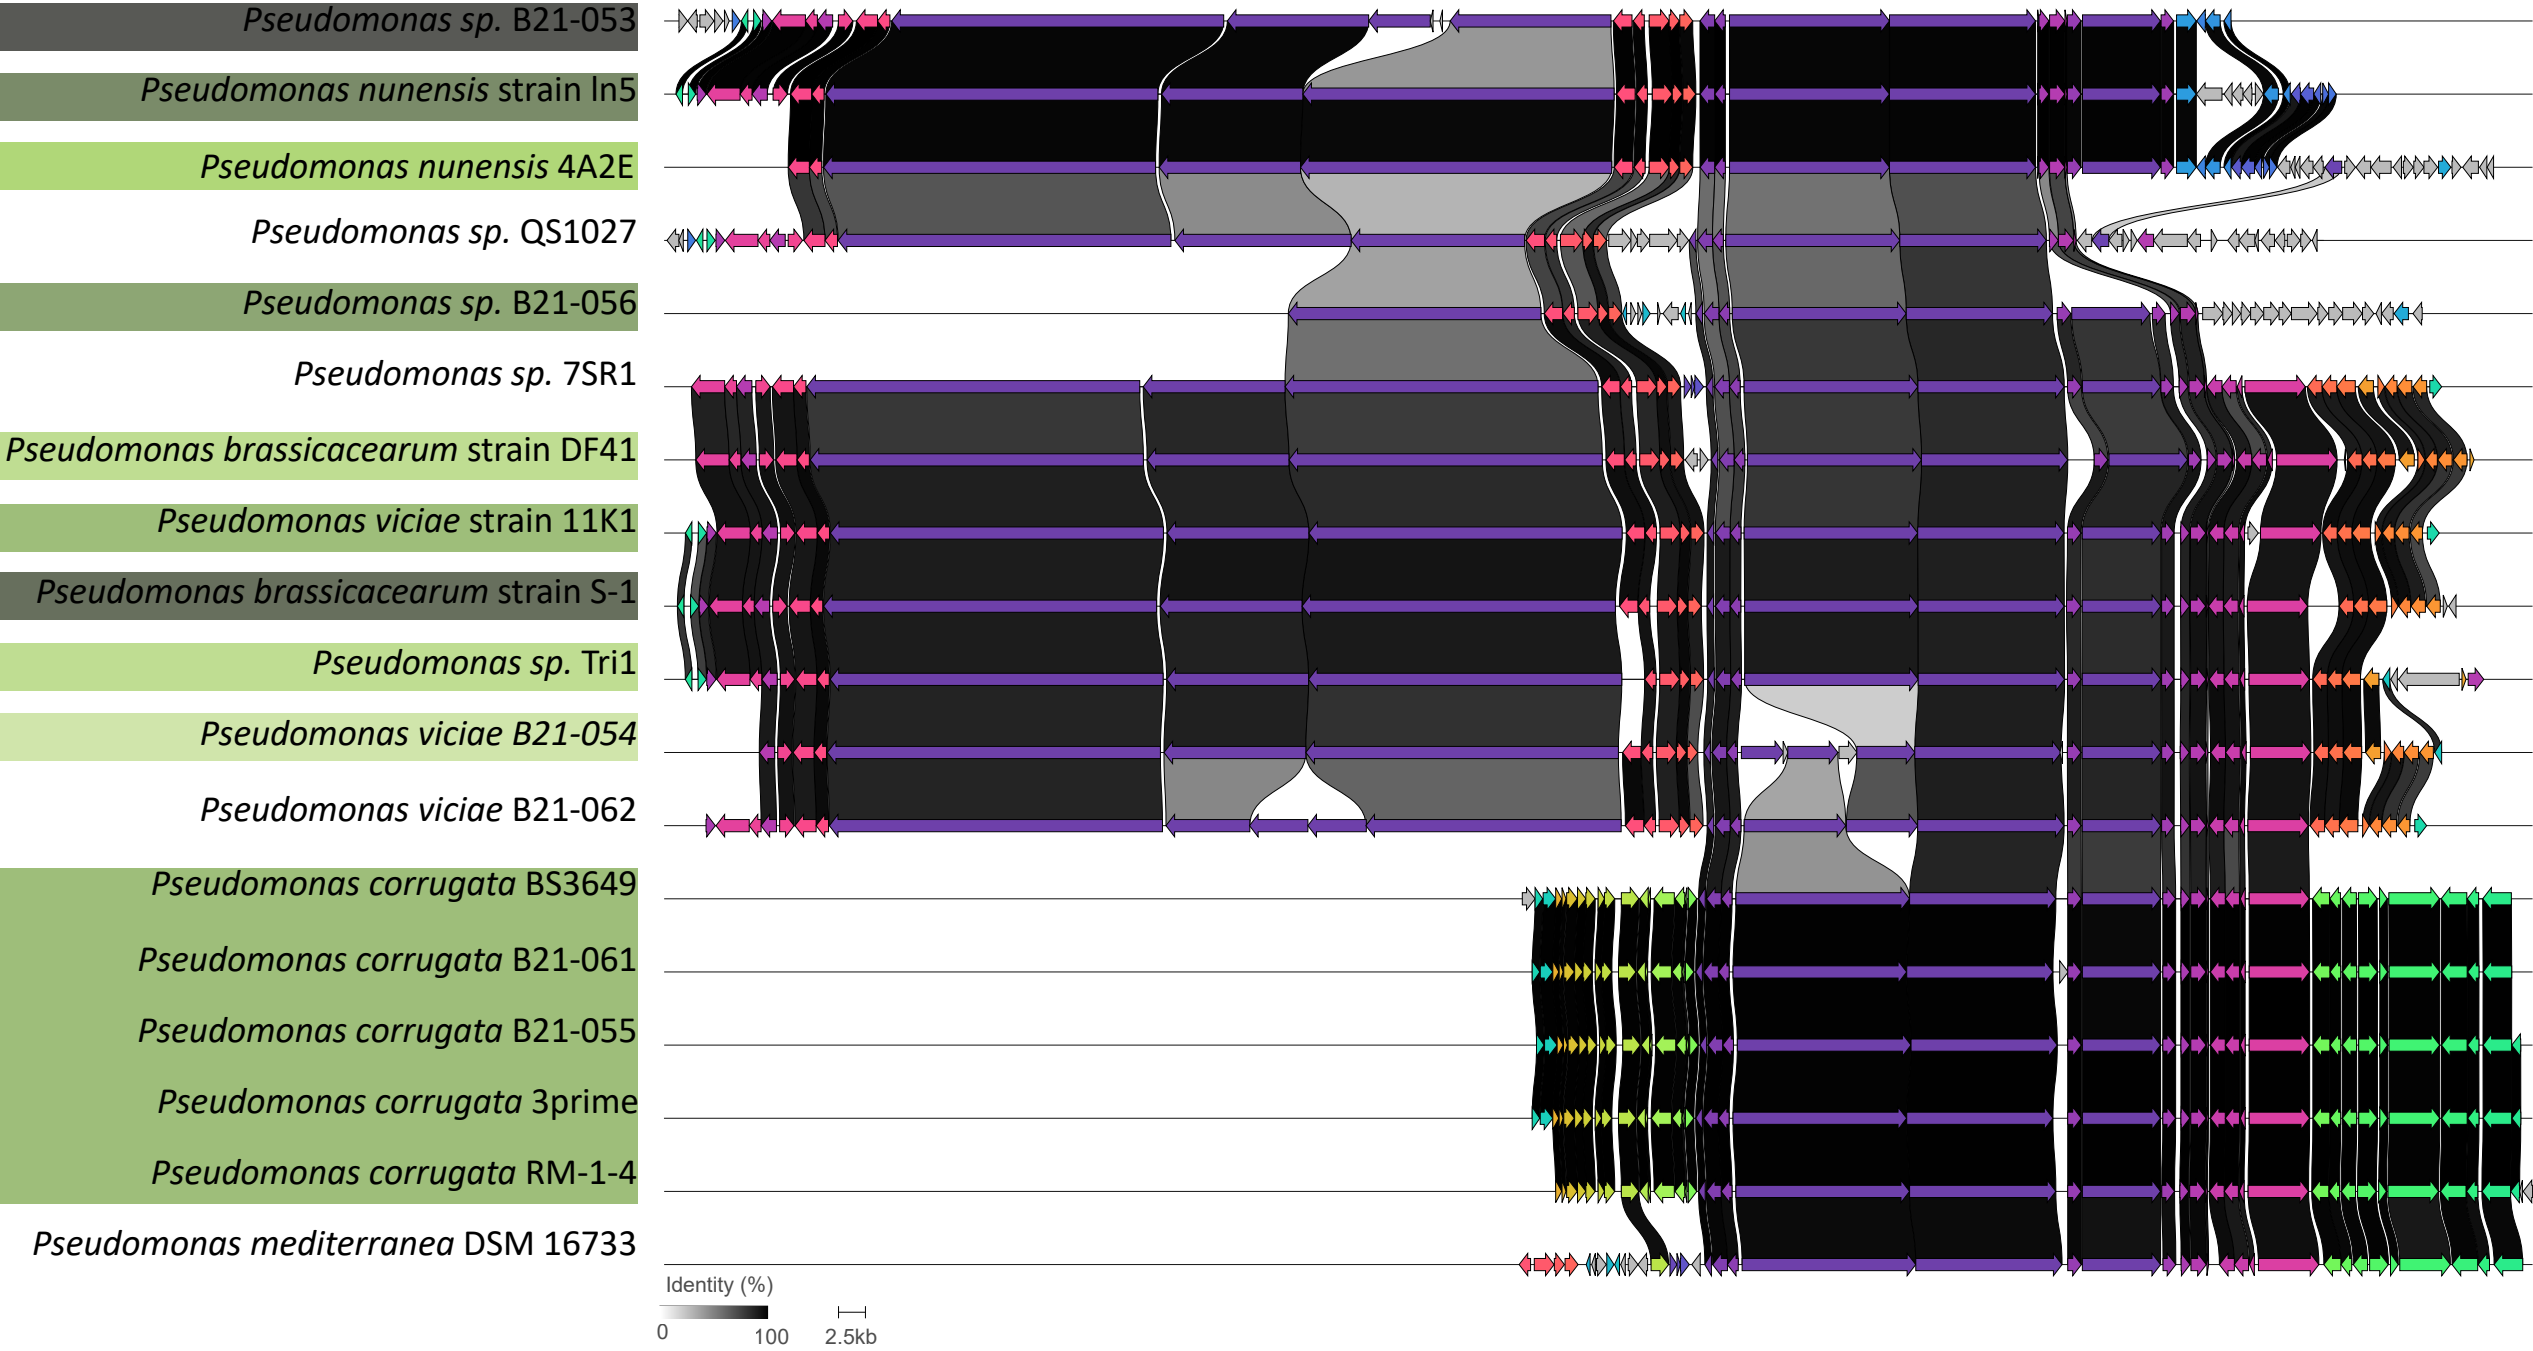 Pseudomonas sp. B21-053
Pseudomonas nunensis strain ln5
Pseudomonas nunensis 4A2E
Pseudomonas sp. QS1027
Pseudomonas sp. B21-056
Pseudomonas sp. 7SR1
Pseudomonas brassicacearum strain DF41
Pseudomonas viciae strain 11K1
Pseudomonas brassicacearum strain S-1
Pseudomonas sp. Tri1
Pseudomonas viciae B21-054
Pseudomonas viciae B21-062
Pseudomonas corrugata BS3649
Pseudomonas corrugata B21-061
Pseudomonas corrugata B21-055
Pseudomonas corrugata 3prime
Pseudomonas corrugata RM-1-4
Pseudomonas mediterranea DSM 16733
Identity (%)
0 100 2.5kb